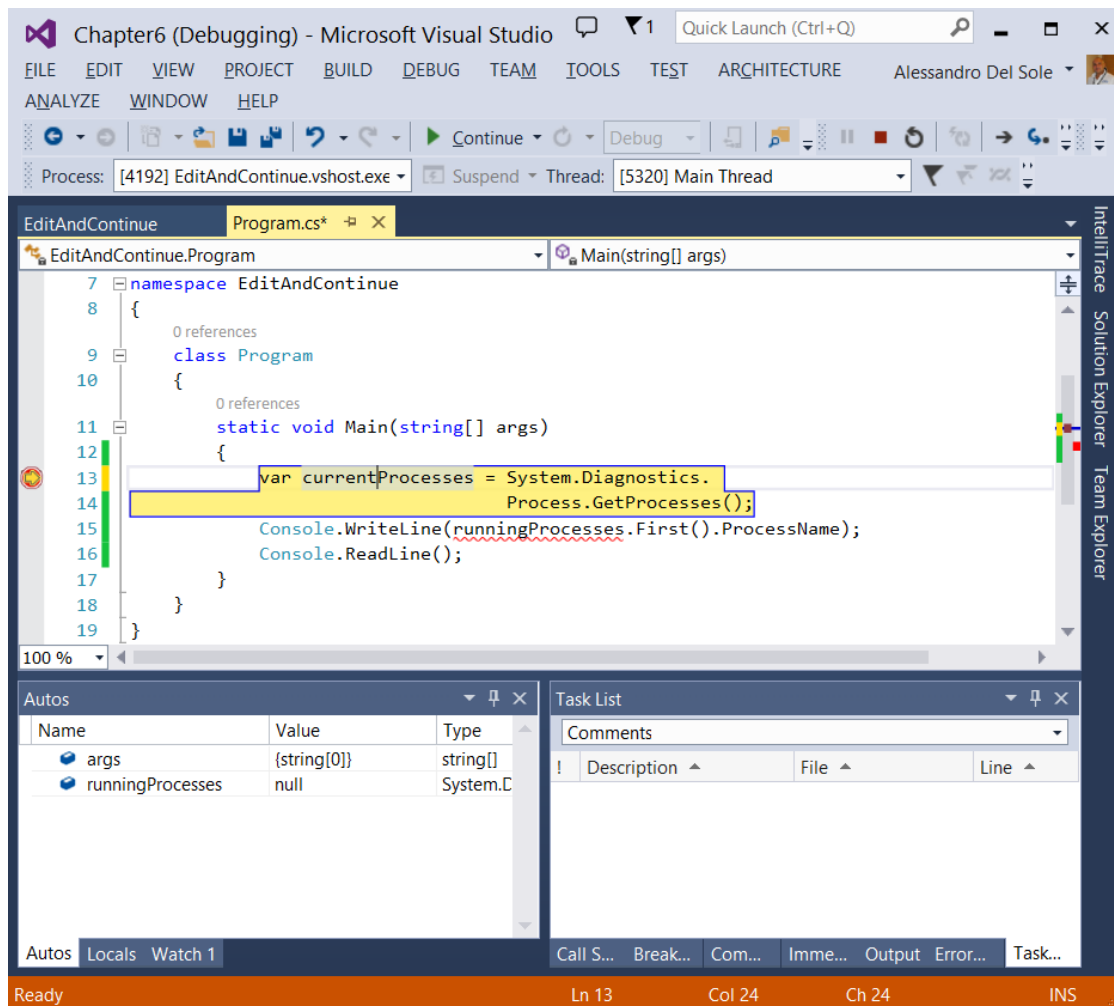 Chapter6 (Debugging) - Microsoft Visual Studio 1 Quick Launch (Ctrl+Q)
FILE EDIT VIEW PROJECT BUILD DEBUG TEAM TOOLS TEST ARCHITECTURE Alessandro Del Sole
ANALYZE WINDOW HELP
Continue Debug
Process: [4192] EditAndContinue.vshost.exe Suspend Thread: [5320] Main Thread
EditAndContinue Program.cs*
EditAndContinue.Program Main(string[] args)
7 namespace EditAndContinue
8 {
0 references
9 class Program
10 {
0 references
11 static void Main(string[] args)
12 {
13 var currentProcesses = System.Diagnostics.
14 Process.GetProcesses();
15 Console.WriteLine(runningProcesses.First().ProcessName);
16 Console.ReadLine();
17 }
18 }
19 }
100 %
IntelliTrace
Solution Explorer
Team Explorer
Autos
Name Value Type
args {string[0]} string[]
runningProcesses null System.D
Autos Locals Watch 1
Task List
Comments
! Description File Line
Call S... Break... Com... Imme... Output Error... Task...
Ready Ln 13 Col 24 Ch 24 INS